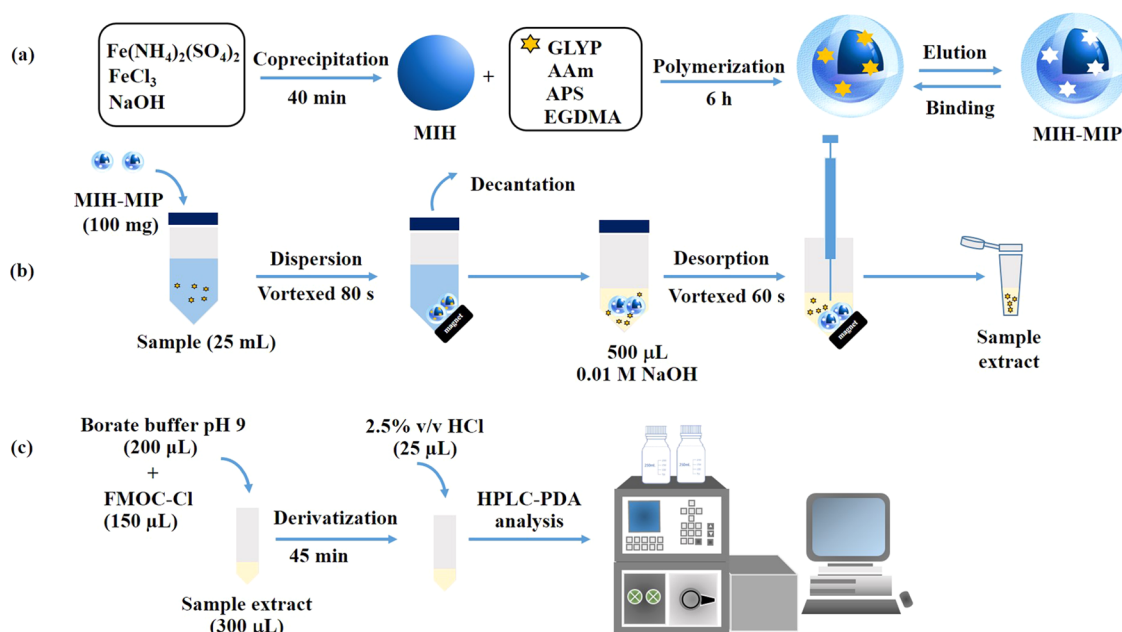 (a)
Fe(NH₄)₂(SO₄)₂
FeCl₃
NaOH
Coprecipitation
40 min
MIH
+
GLYP
AAm
APS
EGDMA
Polymerization
6 h
Elution
Binding
MIH-MIP
(b)
MIH-MIP
(100 mg)
Sample (25 mL)
Dispersion
Vortexed 80 s
Decantation
magnet
500 µL
0.01 M NaOH
Desorption
Vortexed 60 s
magnet
Sample
extract
(c)
Borate buffer pH 9
(200 µL)
+
FMOC-Cl
(150 µL)
Sample extract
(300 µL)
Derivatization
45 min
2.5% v/v HCl
(25 µL)
HPLC-PDA
analysis